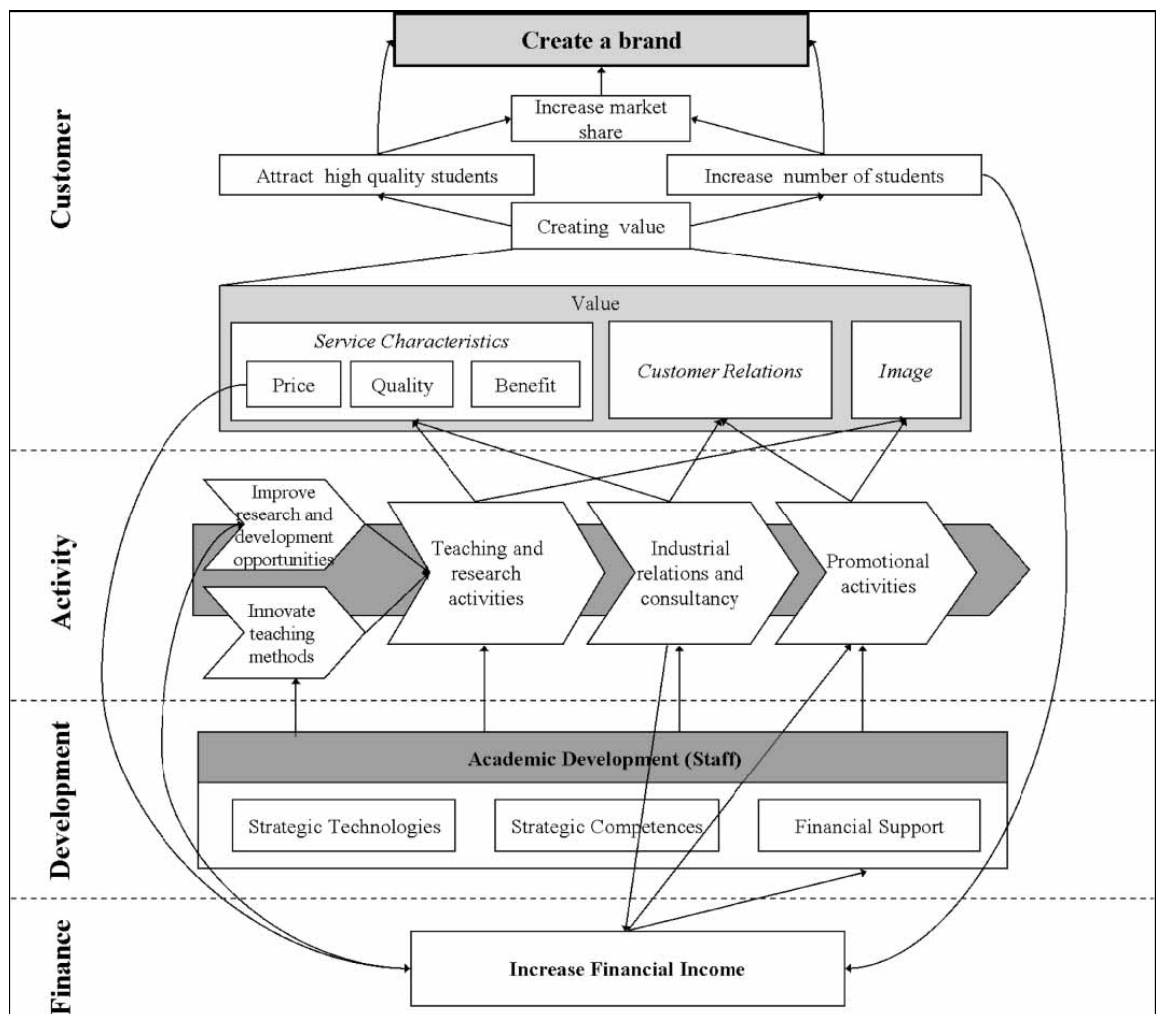 Customer
Create a brand
Increase market
share
Attract high quality students
Increase number of students
Creating value
Value
Service Characteristics
Price
Quality
Benefit
Customer Relations
Image
Activity
Improve
research and
development
opportunities
Innovate
teaching
methods
Teaching and
research
activities
Industrial
relations and
consultancy
Promotional
activities
Development
Academic Development (Staff)
Strategic Technologies
Strategic Competences
Financial Support
Finance
Increase Financial Income